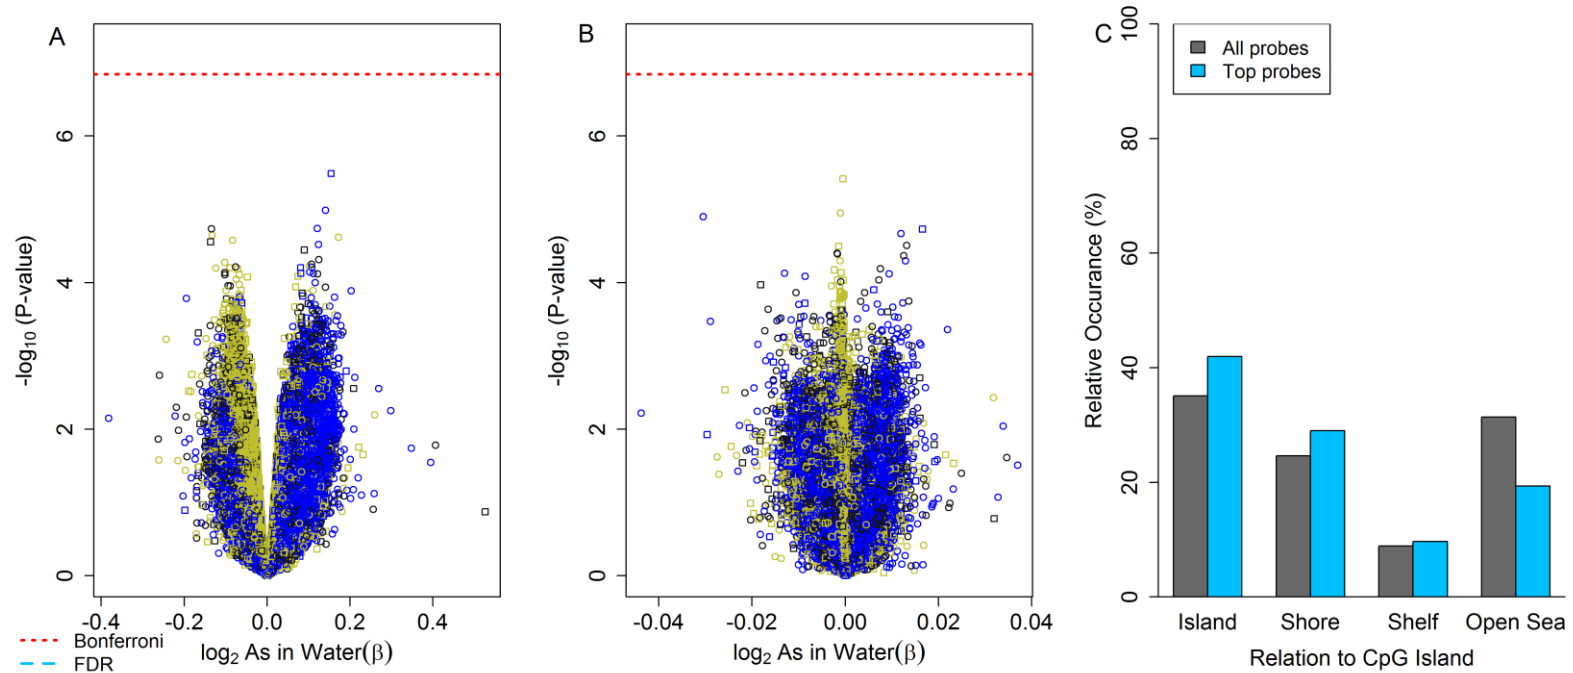 A
-log10 (P-value)
6
4
2
0
-0.4 -0.2 0.0 0.2 0.4
log2 As in Water(β)
Bonferroni
FDR
B
-log10 (P-value)
6
4
2
0
-0.04 -0.02 0.00 0.02 0.04
log2 As in Water(β)
C
All probes
Top probes
Relative Occurance (%)
100
80
60
40
20
0
Island Shore Shelf Open Sea
Relation to CpG Island